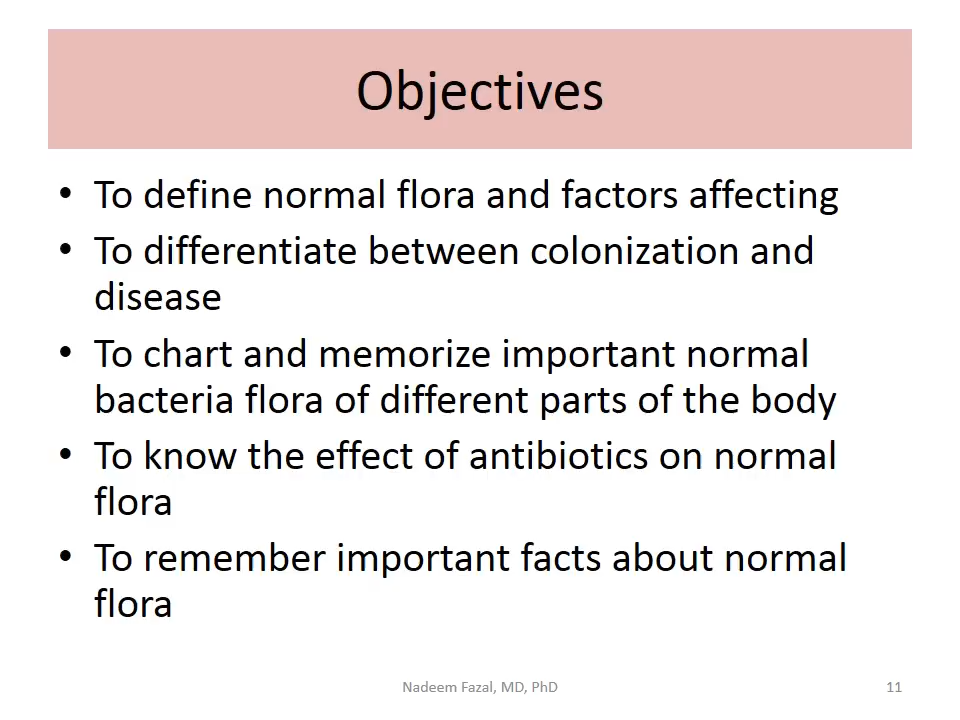 Objectives
• To define normal flora and factors affecting
• To differentiate between colonization and
disease
• To chart and memorize important normal
bacteria flora of different parts of the body
• To know the effect of antibiotics on normal
flora
• To remember important facts about normal
flora
Nadeem Fazal, MD, PhD
11